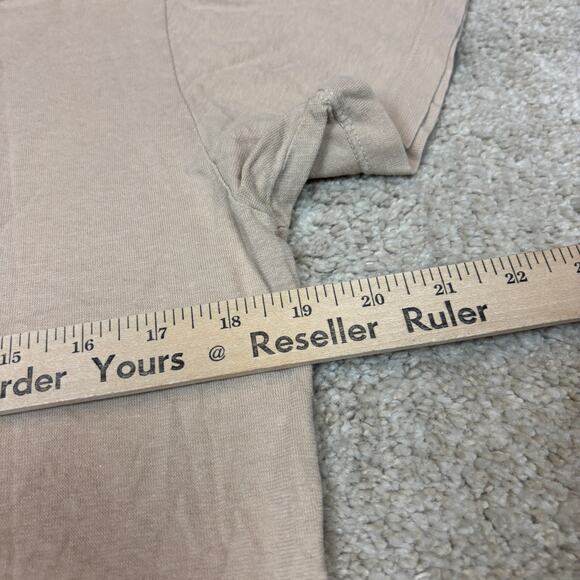 15 16 17 18 19 20 21 22
rder Yours @ Reseller Ruler